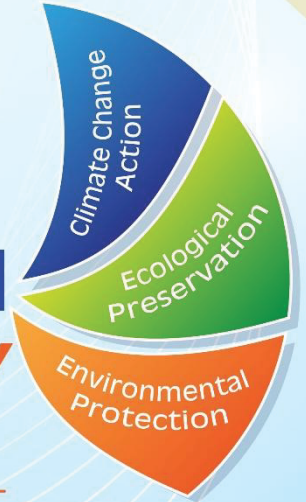 Climate Change
Action
Ecological
Preservation
Environmental
Protection